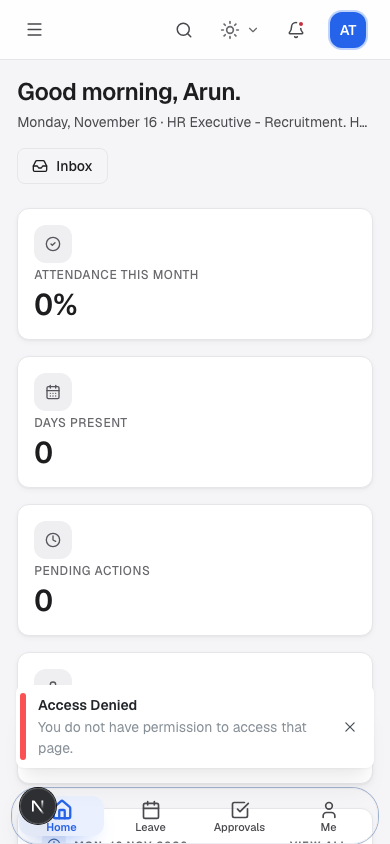 AT
Good morning, Arun.
Monday, November 16 · HR Executive - Recruitment. H...
Inbox
ATTENDANCE THIS MONTH
0%
DAYS PRESENT
0
PENDING ACTIONS
0
Access Denied
You do not have permission to access that
page.
N
Home
Leave
Approvals
Me